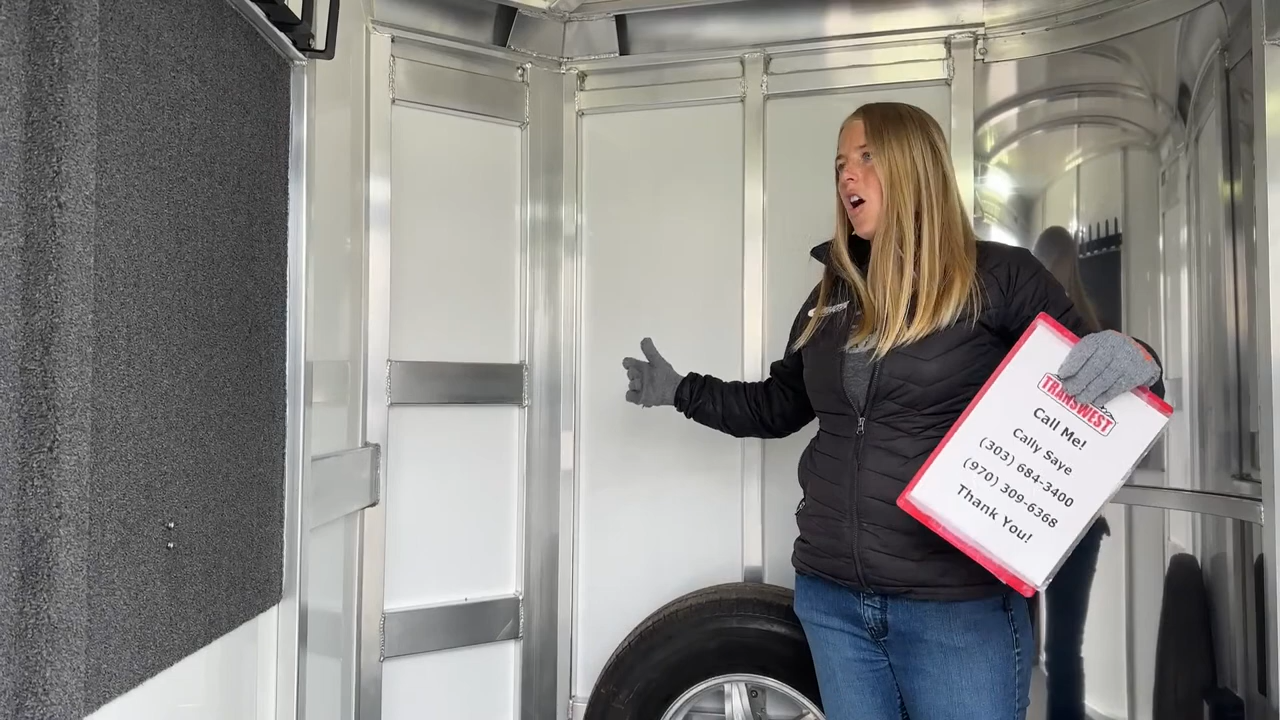 TRANSWEST
Call Me!
Cally Saye
(303) 684-3400
(970) 309-6368
Thank You!